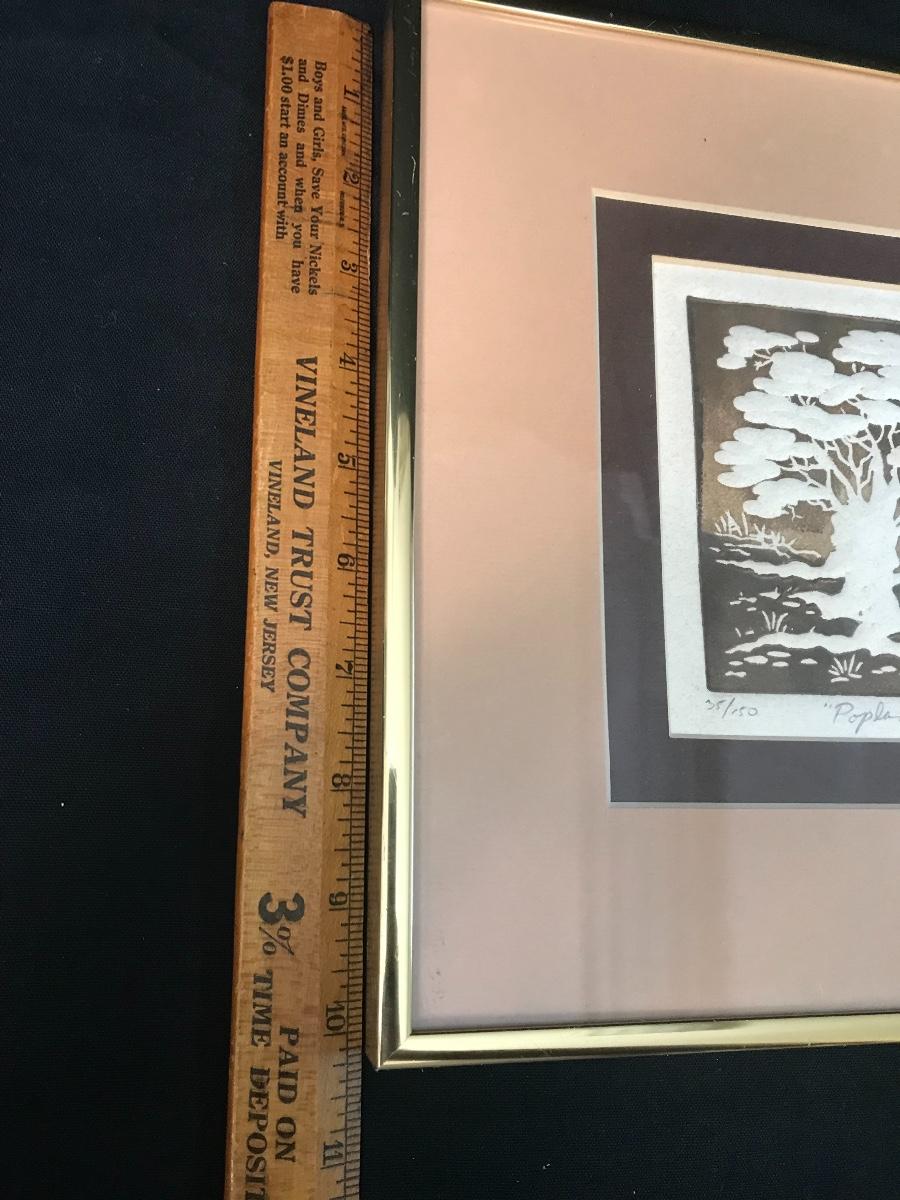 Boys and Girls, Save Your Nickels
and Dimes and when you have
$1.00 start an account with
VINELAND TRUST COMPANY
VINELAND, NEW JERSEY
3% PAID ON
TIME DEPOSIT
1 2 3 4 5 6 7 8 9 10 11
35/150 "Popla